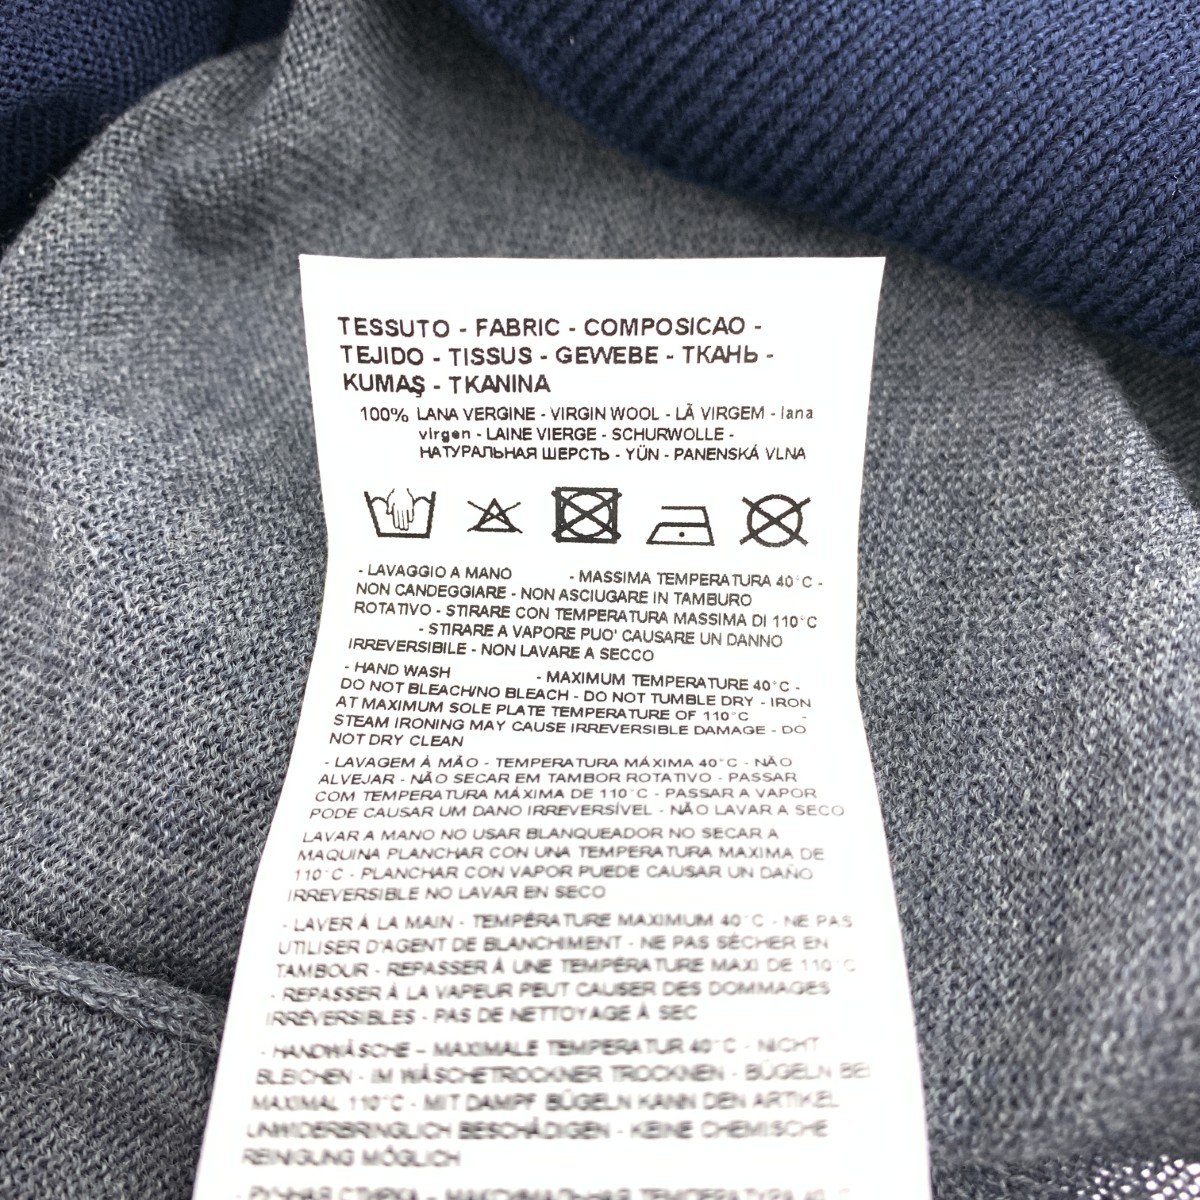 TESSUTO - FABRIC - COMPOSICAO -
TEJIDO - TISSUS - GEWEBE - ТКАНЬ -
KUMAŞ - TKANINA
100% LANA VERGINE - VIRGIN WOOL - LÃ VIRGEM - lana
virgen - LAINE VIERGE - SCHURWOLLE -
НАТУРАЛЬНАЯ ШЕРСТЬ - YÜN - PANENSKÁ VLNA
- LAVAGGIO A MANO - MASSIMA TEMPERATURA 40°C -
NON CANDEGGIARE - NON ASCIUGARE IN TAMBURO
ROTATIVO - STIRARE CON TEMPERATURA MASSIMA DI 110°C
- STIRARE A VAPORE PUO' CAUSARE UN DANNO
IRREVERSIBILE - NON LAVARE A SECCO
- HAND WASH - MAXIMUM TEMPERATURE 40°C -
DO NOT BLEACH/NO BLEACH - DO NOT TUMBLE DRY - IRON
AT MAXIMUM SOLE PLATE TEMPERATURE OF 110°C -
STEAM IRONING MAY CAUSE IRREVERSIBLE DAMAGE - DO
NOT DRY CLEAN
- LAVAGEM À MÃO - TEMPERATURA MÁXIMA 40°C - NÃO
ALVEJAR - NÃO SECAR EM TAMBOR ROTATIVO - PASSAR
COM TEMPERATURA MÁXIMA DE 110°C - PASSAR A VAPOR
PODE CAUSAR UM DANO IRREVERSÍVEL - NÃO LAVAR A SECO
LAVAR A MANO NO USAR BLANQUEADOR NO SECAR A
MAQUINA PLANCHAR CON UNA TEMPERATURA MAXIMA DE
110°C - PLANCHAR CON VAPOR PUEDE CAUSAR UN DAÑO
IRREVERSIBLE NO LAVAR EN SECO
- LAVER À LA MAIN - TEMPÉRATURE MAXIMUM 40°C - NE PAS
UTILISER D'AGENT DE BLANCHIMENT - NE PAS SÉCHER EN
TAMBOUR - REPASSER À UNE TEMPÉRATURE MAXI DE 110°C
- REPASSER À LA VAPEUR PEUT CAUSER DES DOMMAGES
IRRÉVERSIBLES - PAS DE NETTOYAGE À SEC
- HANDWÄSCHE – MAXIMALE TEMPERATUR 40°C - NICHT
BLEICHEN - IM WÄSCHETROCKNER TROCKNEN - BÜGELN BEI
MAXIMAL 110°C - MIT DAMPF BÜGELN KANN DEN ARTIKEL
UNWIDERBRINGLICH BESCHÄDIGEN - KEINE CHEMISCHE
REINIGUNG MÖGLICH
- РУЧНАЯ СТИРКА - МАКСИМАЛЬНАЯ ТЕМПЕРАТУРА 40°C